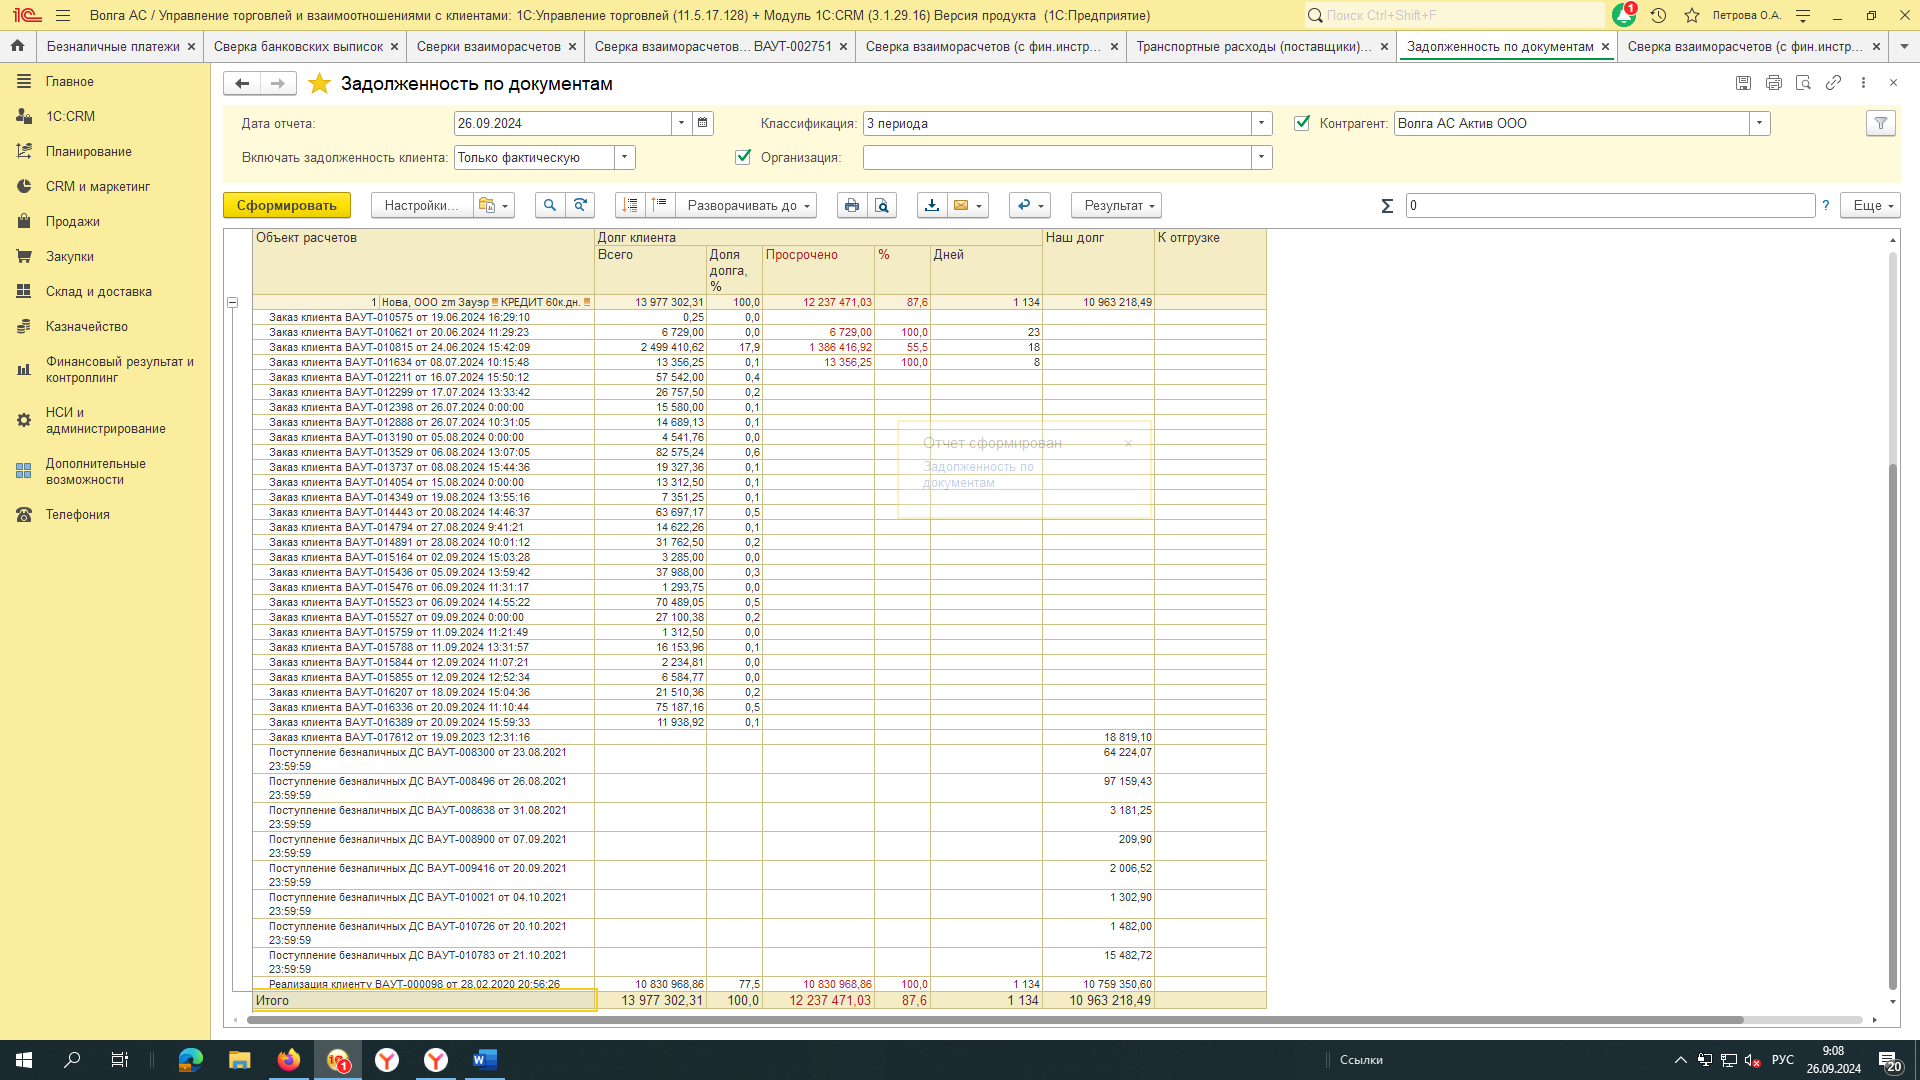 Волга АС / Управление торговлей и взаимоотношениями с клиентами: 1С:Управление торговлей (11.5.17.128) + Модуль 1С:CRM (3.1.29.16) Версия продукта (1С:Предприятие)
Поиск Ctrl+Shift+F
1
Петрова О.А.
Безналичные платежи
Сверка банковских выписок
Сверки взаиморасчетов
Сверка взаиморасчетов... ВАУТ-002751
Сверка взаиморасчетов (с фин.инстр...
Транспортные расходы (поставщики)...
Задолженность по документам
Сверка взаиморасчетов (с фин.инстр...
Главное
1С:CRM
Планирование
CRM и маркетинг
Продажи
Закупки
Склад и доставка
Казначейство
Финансовый результат и
контроллинг
НСИ и
администрирование
Дополнительные
возможности
Телефония
Задолженность по документам
Дата отчета: 26.09.2024 Классификация: 3 периода Контрагент: Волга АС Актив ООО
Включать задолженность клиента: Только фактическую Организация:
Сформировать Настройки... Разворачивать до Результат Σ 0 ? Еще
Объект расчетов Долг клиента Наш долг К отгрузке
Всего Доля Просрочено % Дней
долга,
%
1 Нова, ООО zm Зауэр !!! КРЕДИТ 60к.дн. !!! 13 977 302,31 100,0 12 237 471,03 87,6 1 134 10 963 218,49
Заказ клиента ВАУТ-010575 от 19.06.2024 16:29:10 0,25 0,0
Заказ клиента ВАУТ-010621 от 20.06.2024 11:29:23 6 729,00 0,0 6 729,00 100,0 23
Заказ клиента ВАУТ-010815 от 24.06.2024 15:42:09 2 499 410,62 17,9 1 386 416,92 55,5 18
Заказ клиента ВАУТ-011634 от 08.07.2024 10:15:48 13 356,25 0,1 13 356,25 100,0 8
Заказ клиента ВАУТ-012211 от 16.07.2024 15:50:12 57 542,00 0,4
Заказ клиента ВАУТ-012299 от 17.07.2024 13:33:42 26 757,50 0,2
Заказ клиента ВАУТ-012398 от 26.07.2024 0:00:00 15 580,00 0,1
Заказ клиента ВАУТ-012888 от 26.07.2024 10:31:05 14 689,13 0,1
Заказ клиента ВАУТ-013190 от 05.08.2024 0:00:00 4 541,76 0,0
Заказ клиента ВАУТ-013529 от 06.08.2024 13:07:05 82 575,24 0,6
Заказ клиента ВАУТ-013737 от 08.08.2024 15:44:36 19 327,36 0,1
Заказ клиента ВАУТ-014054 от 15.08.2024 0:00:00 13 312,50 0,1
Заказ клиента ВАУТ-014349 от 19.08.2024 13:55:16 7 351,25 0,1
Заказ клиента ВАУТ-014443 от 20.08.2024 14:46:37 63 697,17 0,5
Заказ клиента ВАУТ-014794 от 27.08.2024 9:41:21 14 622,26 0,1
Заказ клиента ВАУТ-014891 от 28.08.2024 10:01:12 31 762,50 0,2
Заказ клиента ВАУТ-015164 от 02.09.2024 15:03:28 3 285,00 0,0
Заказ клиента ВАУТ-015436 от 05.09.2024 13:59:42 37 988,00 0,3
Заказ клиента ВАУТ-015476 от 06.09.2024 11:31:17 1 293,75 0,0
Заказ клиента ВАУТ-015523 от 06.09.2024 14:55:22 70 489,05 0,5
Заказ клиента ВАУТ-015527 от 09.09.2024 0:00:00 27 100,38 0,2
Заказ клиента ВАУТ-015759 от 11.09.2024 11:21:49 1 312,50 0,0
Заказ клиента ВАУТ-015788 от 11.09.2024 13:31:57 16 153,96 0,1
Заказ клиента ВАУТ-015844 от 12.09.2024 11:07:21 2 234,81 0,0
Заказ клиента ВАУТ-015855 от 12.09.2024 12:52:34 6 584,77 0,0
Заказ клиента ВАУТ-016207 от 18.09.2024 15:04:36 21 510,36 0,2
Заказ клиента ВАУТ-016336 от 20.09.2024 11:10:44 75 187,16 0,5
Заказ клиента ВАУТ-016389 от 20.09.2024 15:59:33 11 938,92 0,1
Заказ клиента ВАУТ-017612 от 19.09.2023 12:31:16 18 819,10
Поступление безналичных ДС ВАУТ-008300 от 23.08.2021 64 224,07
23:59:59
Поступление безналичных ДС ВАУТ-008496 от 26.08.2021 97 159,43
23:59:59
Поступление безналичных ДС ВАУТ-008638 от 31.08.2021 3 181,25
23:59:59
Поступление безналичных ДС ВАУТ-008900 от 07.09.2021 209,90
23:59:59
Поступление безналичных ДС ВАУТ-009416 от 20.09.2021 2 006,52
23:59:59
Поступление безналичных ДС ВАУТ-010021 от 04.10.2021 1 302,90
23:59:59
Поступление безналичных ДС ВАУТ-010726 от 20.10.2021 1 482,00
23:59:59
Поступление безналичных ДС ВАУТ-010783 от 21.10.2021 15 482,72
23:59:59
Реализация клиенту ВАУТ-000098 от 28.02.2020 20:56:26 10 830 968,86 77,5 10 830 968,86 100,0 1 134 10 759 350,60
Итого 13 977 302,31 100,0 12 237 471,03 87,6 1 134 10 963 218,49
Отчет сформирован
Задолженность по
документам
1
Ссылки
РУС
9:08
26.09.2024
20